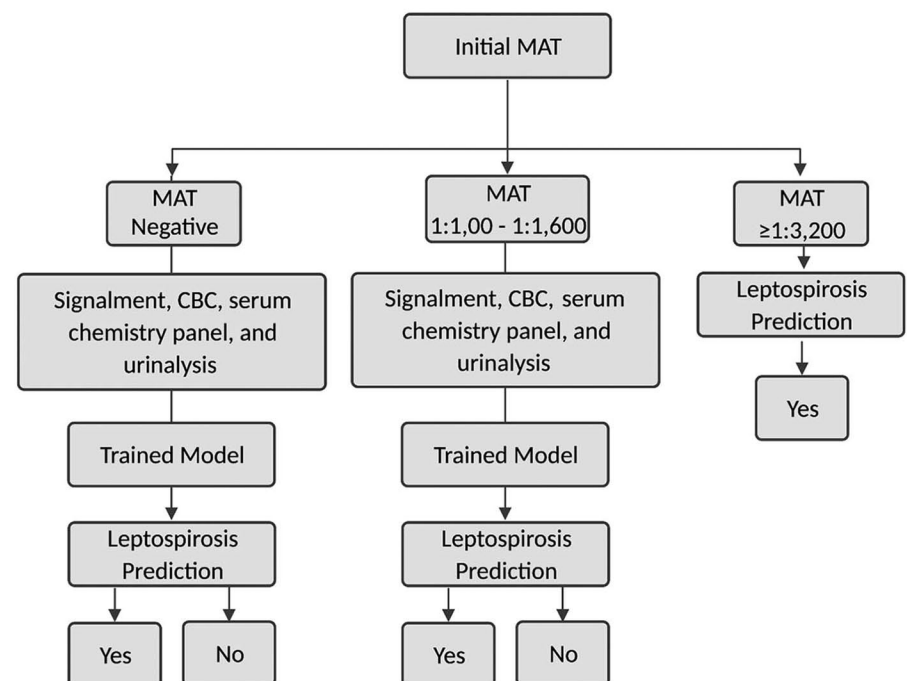 Initial MAT
MAT
Negative
MAT
1:1,00 - 1:1,600
MAT
≥1:3,200
Signalment, CBC, serum
chemistry panel, and
urinalysis
Signalment, CBC, serum
chemistry panel, and
urinalysis
Leptospirosis
Prediction
Yes
Trained Model
Trained Model
Leptospirosis
Prediction
Leptospirosis
Prediction
Yes
No
Yes
No